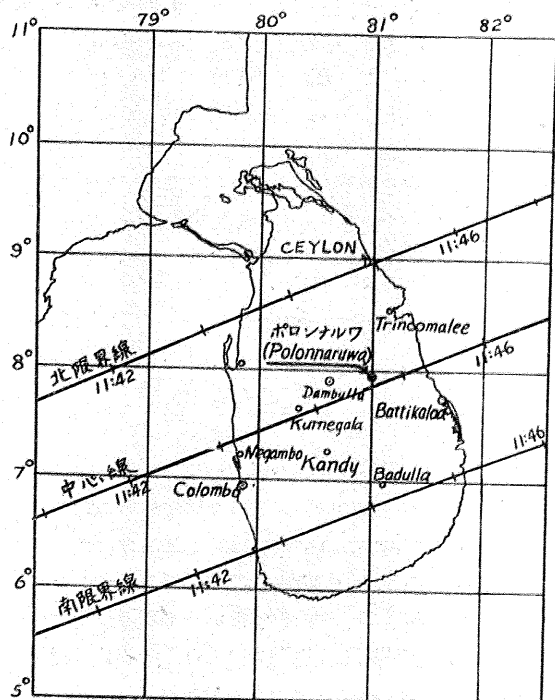 79° 80° 81° 82°
11°
10°
9°
8°
7°
6°
5°
CEYLON
11:46
Trincomalee
ポロンナルワ
(Polonnaruwa)
11:46
北限界線
11:42
Dambulla
Kurnegala
Battikaloa
11:46
Negambo
Kandy
Badulla
中心線
11:42
Colombo
南限界線
11:42